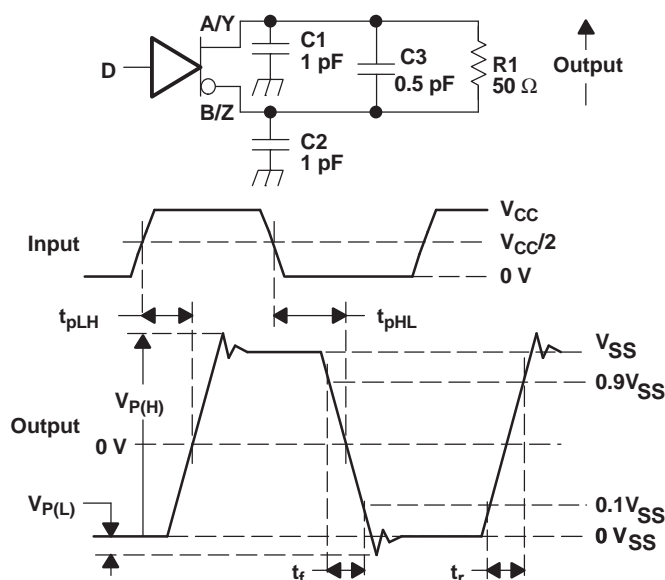 A/Y
D
B/Z
C1
1 pF
C2
1 pF
C3
0.5 pF
R1
50 Ω
Output
Input
VCC
VCC/2
0 V
tpLH
tpHL
Output
VP(H)
0 V
VP(L)
VSS
0.9VSS
0.1VSS
0 VSS
tf
tr